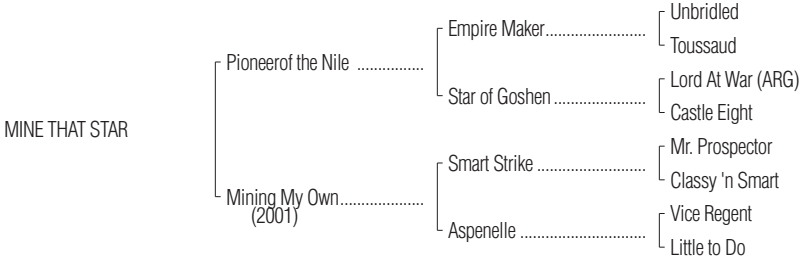 Unbridled
Empire Maker.........................
Toussaud
Pioneerof the Nile ................
Lord At War (ARG)
Star of Goshen.......................
Castle Eight
MINE THAT STAR
Mr. Prospector
Smart Strike ...........................
Classy 'n Smart
Mining My Own....................
(2001)
Vice Regent
Aspenelle ...............................
Little to Do